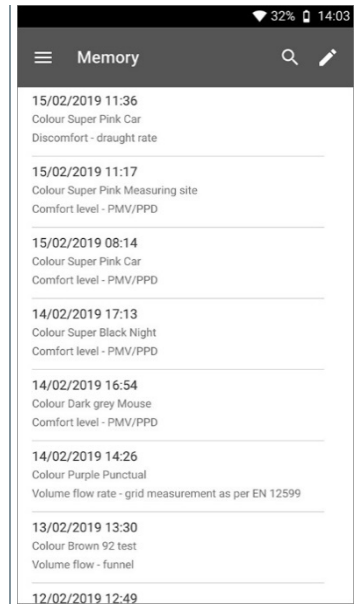 32% 14:03
Memory
15/02/2019 11:36
Colour Super Pink Car
Discomfort - draught rate
15/02/2019 11:17
Colour Super Pink Measuring site
Comfort level - PMV/PPD
15/02/2019 08:14
Colour Super Pink Car
Comfort level - PMV/PPD
14/02/2019 17:13
Colour Super Black Night
Comfort level - PMV/PPD
14/02/2019 16:54
Colour Dark grey Mouse
Comfort level - PMV/PPD
14/02/2019 14:26
Colour Purple Punctual
Volume flow rate - grid measurement as per EN 12599
13/02/2019 13:30
Colour Brown 92 test
Volume flow - funnel
12/02/2019 12:49